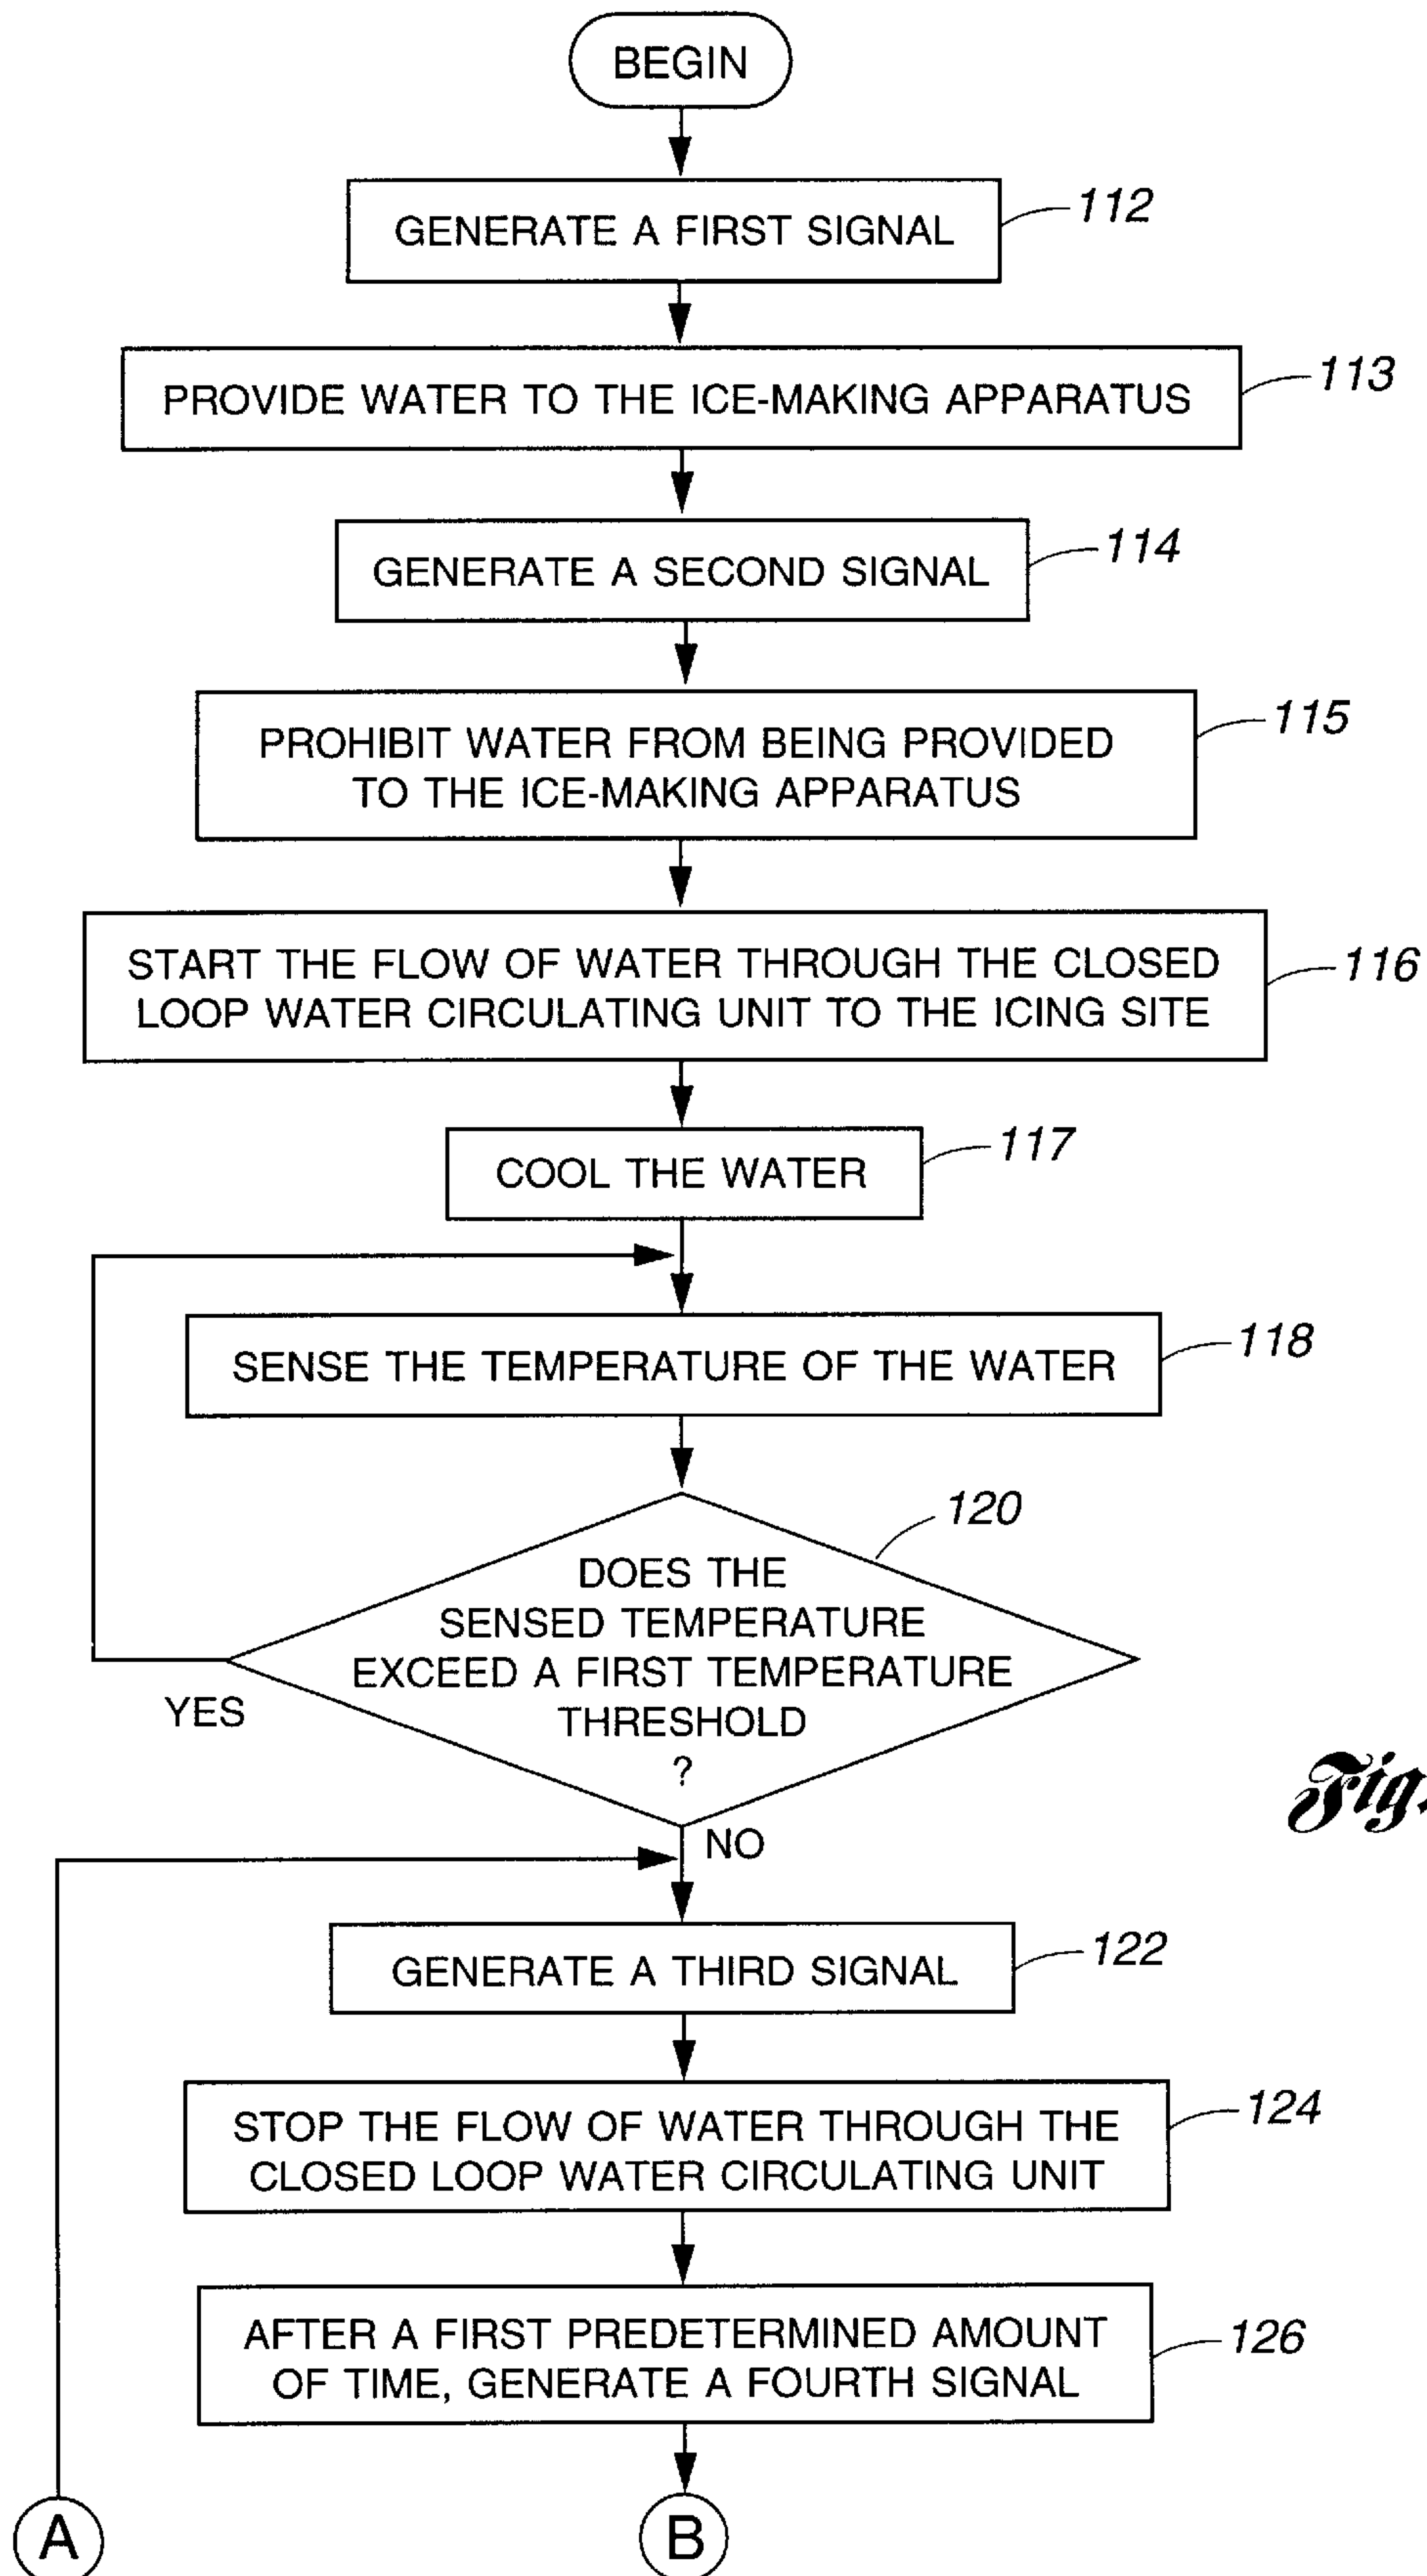 BEGIN
GENERATE A FIRST SIGNAL
112
PROVIDE WATER TO THE ICE-MAKING APPARATUS
113
GENERATE A SECOND SIGNAL
114
PROHIBIT WATER FROM BEING PROVIDED
TO THE ICE-MAKING APPARATUS
115
START THE FLOW OF WATER THROUGH THE CLOSED
LOOP WATER CIRCULATING UNIT TO THE ICING SITE
116
COOL THE WATER
117
SENSE THE TEMPERATURE OF THE WATER
118
120
DOES THE
SENSED TEMPERATURE
EXCEED A FIRST TEMPERATURE
THRESHOLD
?
YES
Fig.
NO
GENERATE A THIRD SIGNAL
122
STOP THE FLOW OF WATER THROUGH THE
CLOSED LOOP WATER CIRCULATING UNIT
124
AFTER A FIRST PREDETERMINED AMOUNT
OF TIME, GENERATE A FOURTH SIGNAL
126
A
B